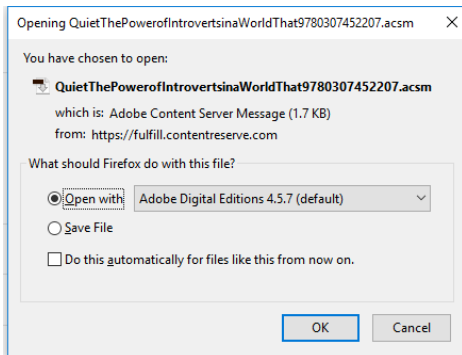 Opening QuietThePowerofIntrovertsinaWorldThat9780307452207.acsm
You have chosen to open:
QuietThePowerofIntrovertsinaWorldThat9780307452207.acsm
which is: Adobe Content Server Message (1.7 KB)
from: https://fulfill.contentreserve.com
What should Firefox do with this file?
Open with Adobe Digital Editions 4.5.7 (default)
Save File
Do this automatically for files like this from now on.
OK Cancel